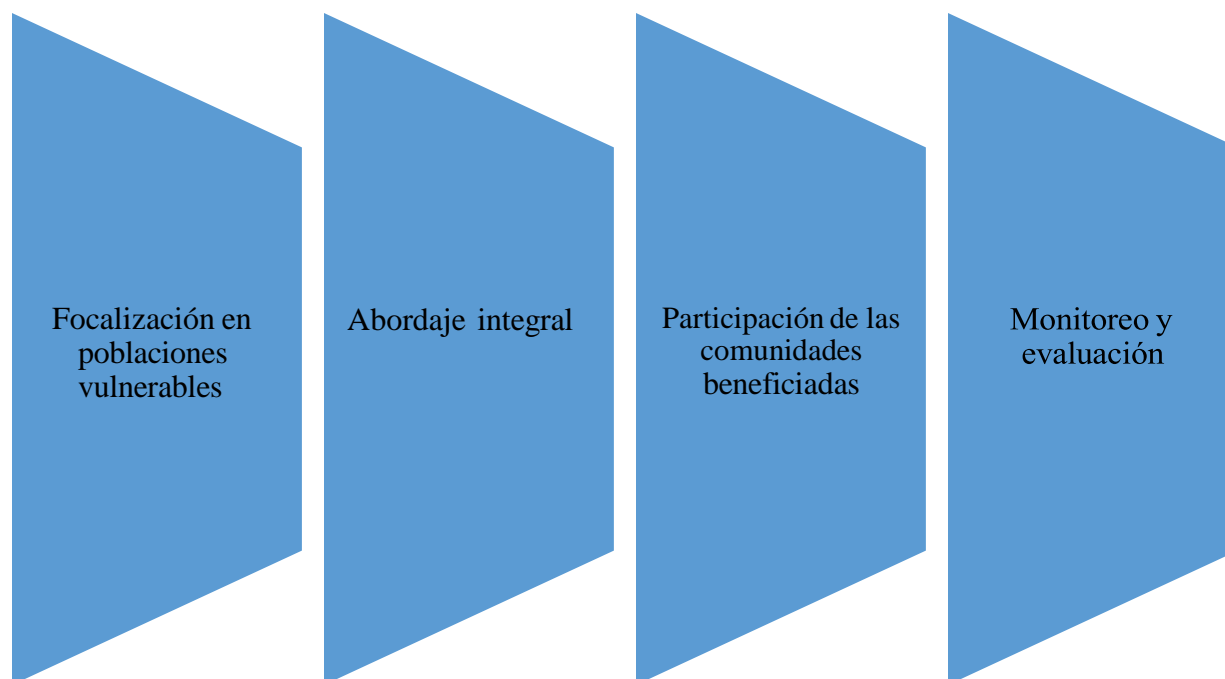 Focalización en
poblaciones
vulnerables
Abordaje integral
Participación de las
comunidades
beneficiadas
Monitoreo y
evaluación